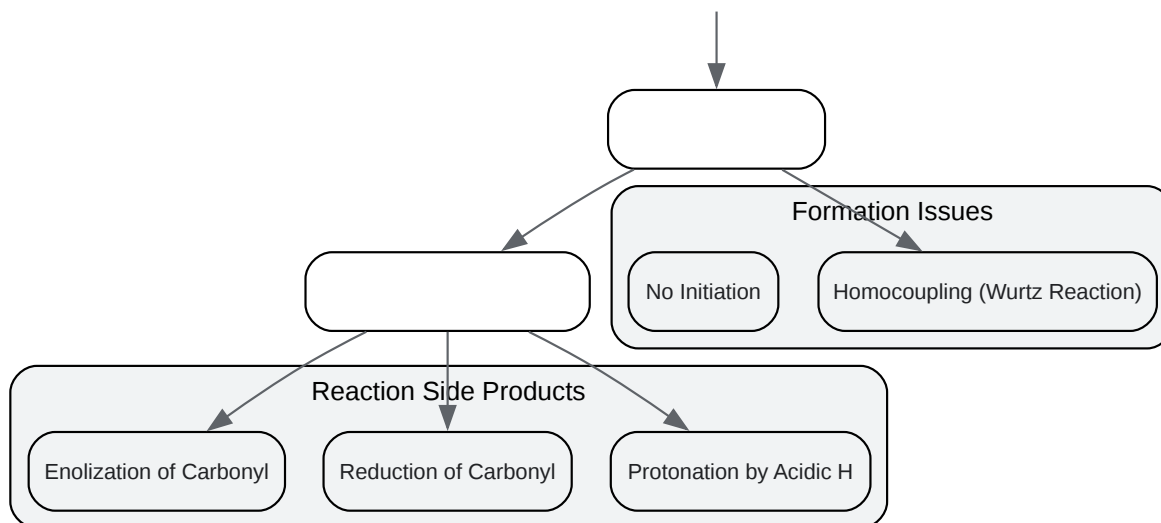 Formation Issues
No Initiation
Homocoupling (Wurtz Reaction)
Reaction Side Products
Enolization of Carbonyl
Reduction of Carbonyl
Protonation by Acidic H